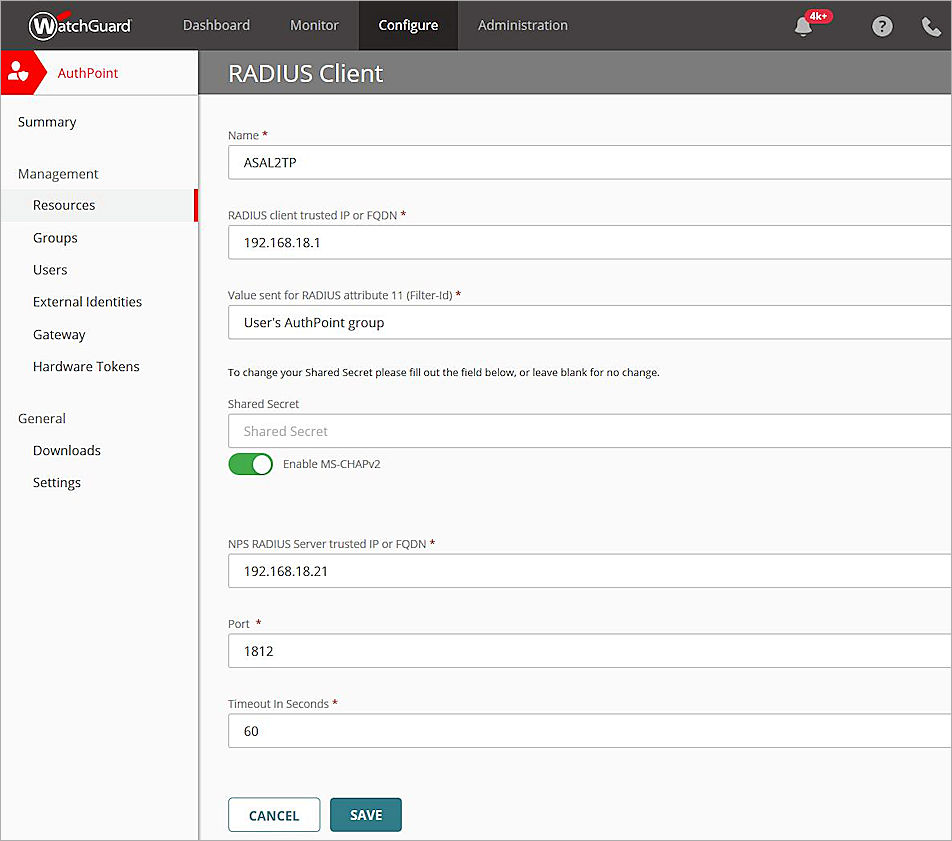 WatchGuard
Dashboard
Monitor
Configure
Administration
4k+
?
AuthPoint
RADIUS Client
Summary
Management
Resources
Groups
Users
External Identities
Gateway
Hardware Tokens
General
Downloads
Settings
Name *
ASAL2TP
RADIUS client trusted IP or FQDN *
192.168.18.1
Value sent for RADIUS attribute 11 (Filter-Id) *
User's AuthPoint group
To change your Shared Secret please fill out the field below, or leave blank for no change.
Shared Secret
Shared Secret
Enable MS-CHAPv2
NPS RADIUS Server trusted IP or FQDN *
192.168.18.21
Port *
1812
Timeout In Seconds *
60
CANCEL
SAVE